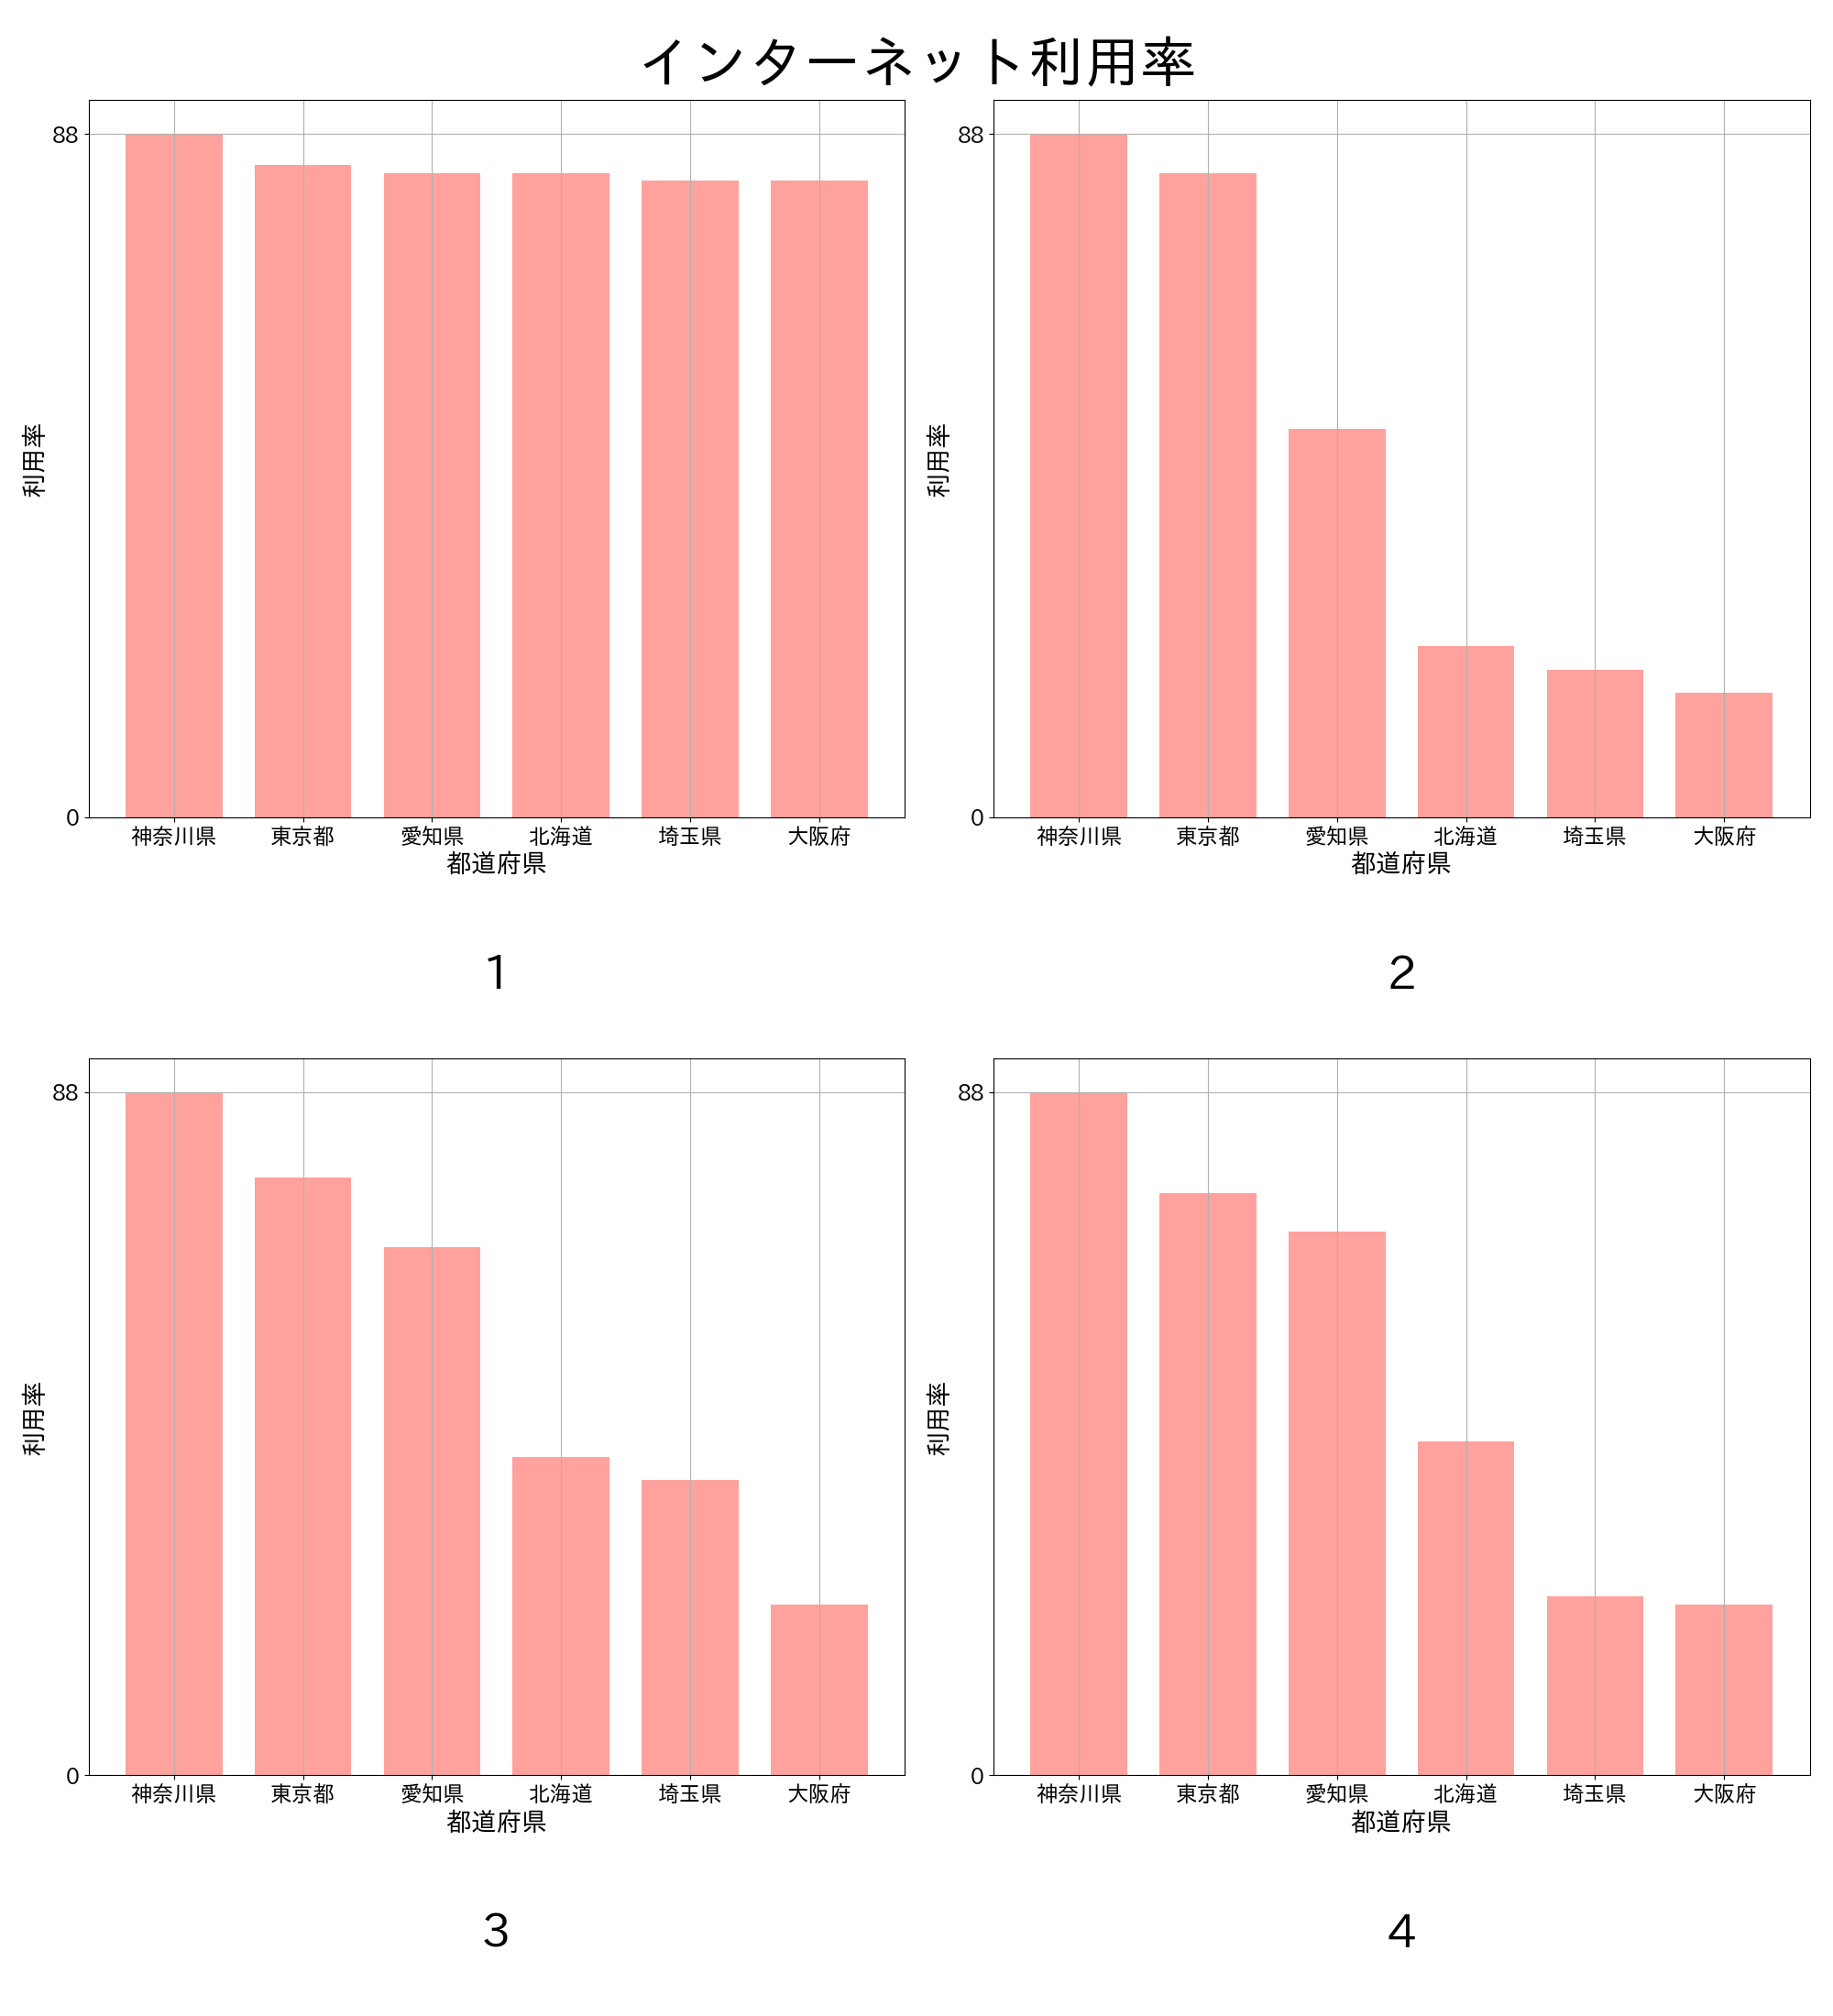 インターネット利用率
88
0
利用率
神奈川県 東京都 愛知県 北海道 埼玉県 大阪府
都道府県
1
88
0
利用率
神奈川県 東京都 愛知県 北海道 埼玉県 大阪府
都道府県
2
88
0
利用率
神奈川県 東京都 愛知県 北海道 埼玉県 大阪府
都道府県
3
88
0
利用率
神奈川県 東京都 愛知県 北海道 埼玉県 大阪府
都道府県
4